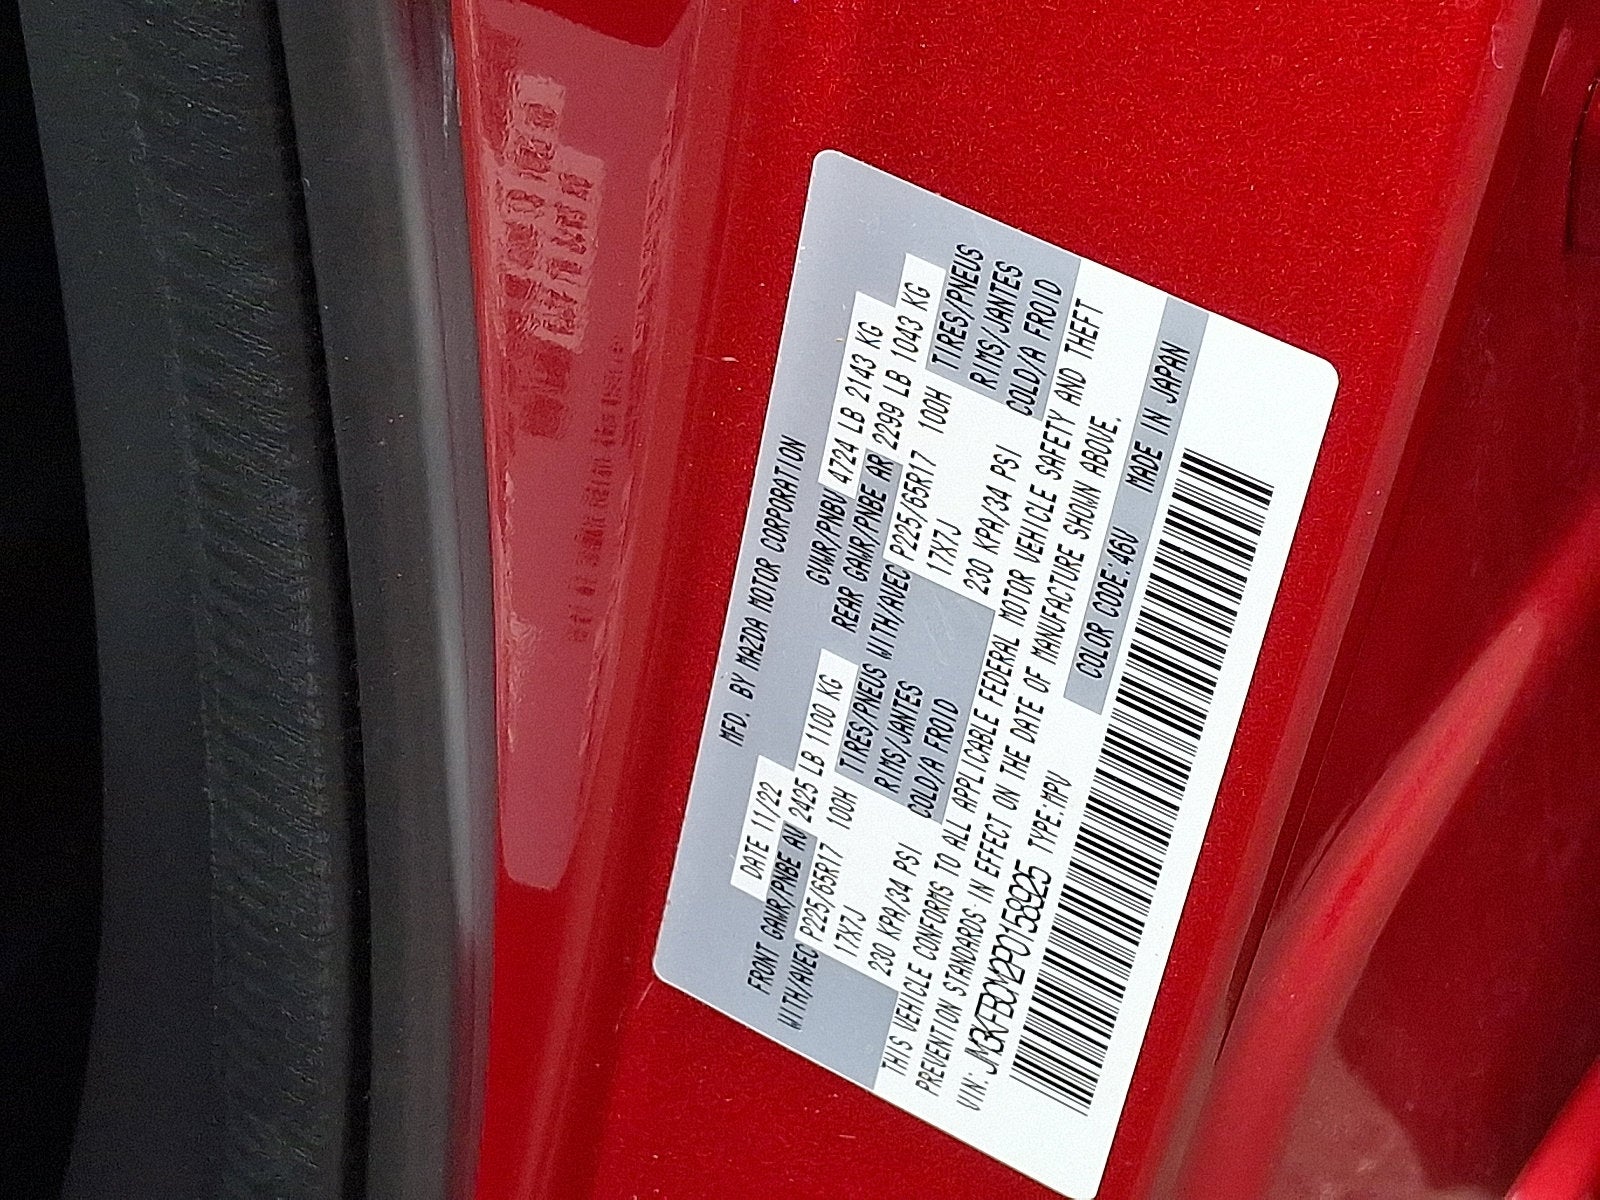 MFD. BY MAZDA MOTOR CORPORATION
DATE 11/22 GVWR/PNBV 4724 LB 2143 KG
FRONT GAWR/PNBE AV 2425 LB 1100 KG REAR GAWR/PNBE AR 2299 LB 1043 KG
WITH/AVEC P225/65R17 100H TIRES/PNEUS WITH/AVEC P225/65R17 100H TIRES/PNEUS
17X7J RIMS/JANTES 17X7J RIMS/JANTES
230 KPA/34 PSI COLD/A FROID 230 KPA/34 PSI COLD/A FROID
THIS VEHICLE CONFORMS TO ALL APPLICABLE FEDERAL MOTOR VEHICLE SAFETY AND THEFT
PREVENTION STANDARDS IN EFFECT ON THE DATE OF MANUFACTURE SHOWN ABOVE.
VIN: JM3KFBCM2P0158925 TYPE:MPV COLOR CODE:46V MADE IN JAPAN